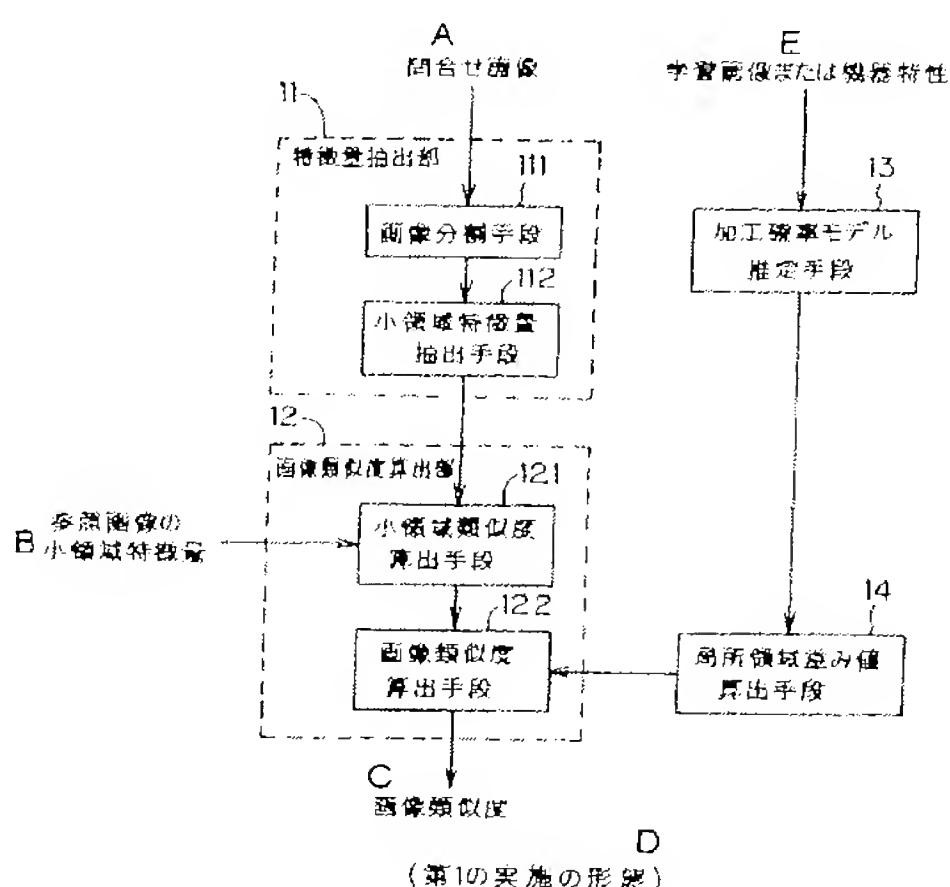 A
問合せ画像
E
学習画像または機器特性
11
特徴量抽出部
111
画像分割手段
112
小領域特徴量
抽出手段
13
加工確率モデル
推定手段
12
画像類似度算出部
121
小領域類似度
算出手段
B
参照画像の
小領域特徴量
122
画像類似度
算出手段
14
局所領域重み値
算出手段
C
画像類似度
D
(第1の実施の形態)